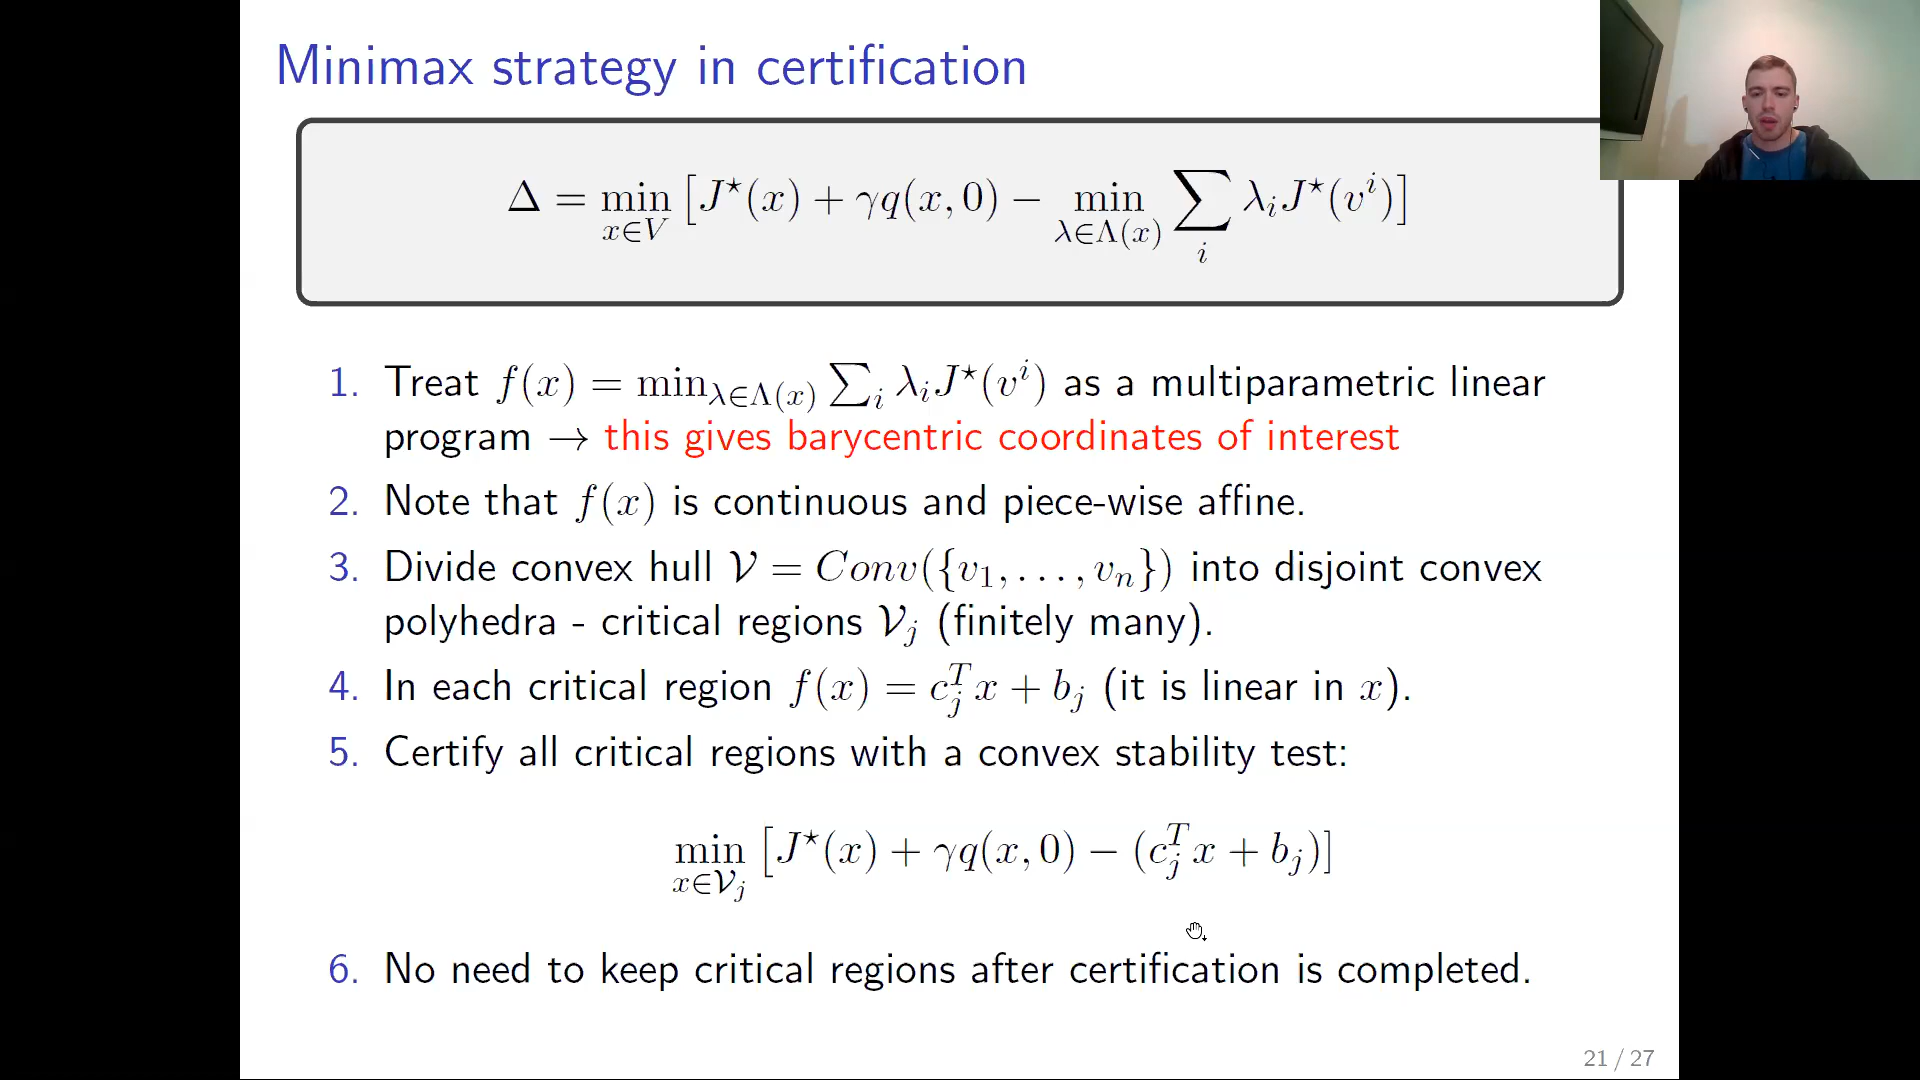 Minimax strategy in certification
Δ = min_{x∈V} [J⋆(x) + γq(x, 0) − min_{λ∈Λ(x)} ∑_i λ_i J⋆(v^i)]
1. Treat f(x) = min_{λ∈Λ(x)} ∑_i λ_i J⋆(v^i) as a multiparametric linear
program → this gives barycentric coordinates of interest
2. Note that f(x) is continuous and piece-wise affine.
3. Divide convex hull 𝒱 = Conv({v_1, . . . , v_n}) into disjoint convex
polyhedra - critical regions 𝒱_j (finitely many).
4. In each critical region f(x) = c_j^T x + b_j (it is linear in x).
5. Certify all critical regions with a convex stability test:
min_{x∈𝒱_j} [J⋆(x) + γq(x, 0) − (c_j^T x + b_j)]
6. No need to keep critical regions after certification is completed.
21 / 27